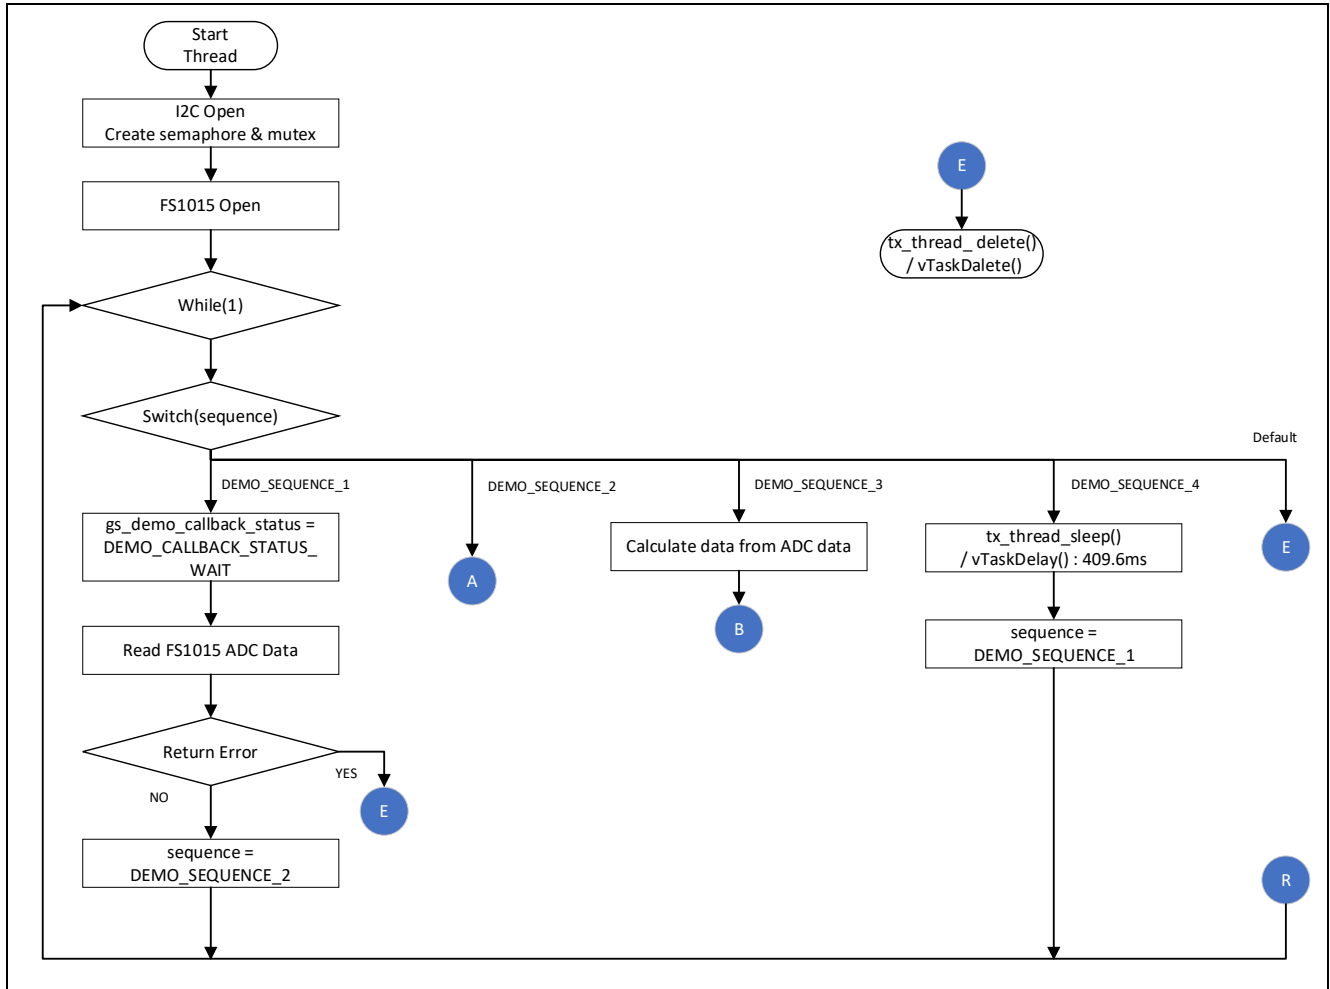 Start
Thread
I2C Open
Create semaphore & mutex
E
FS1015 Open
tx_thread_ delete()
/ vTaskDalete()
While(1)
Switch(sequence)
Default
DEMO_SEQUENCE_1
DEMO_SEQUENCE_2
DEMO_SEQUENCE_3
DEMO_SEQUENCE_4
gs_demo_callback_status =
DEMO_CALLBACK_STATUS_
WAIT
A
Calculate data from ADC data
B
tx_thread_sleep()
/ vTaskDelay() : 409.6ms
E
Read FS1015 ADC Data
sequence =
DEMO_SEQUENCE_1
Return Error
YES
NO
E
sequence =
DEMO_SEQUENCE_2
R